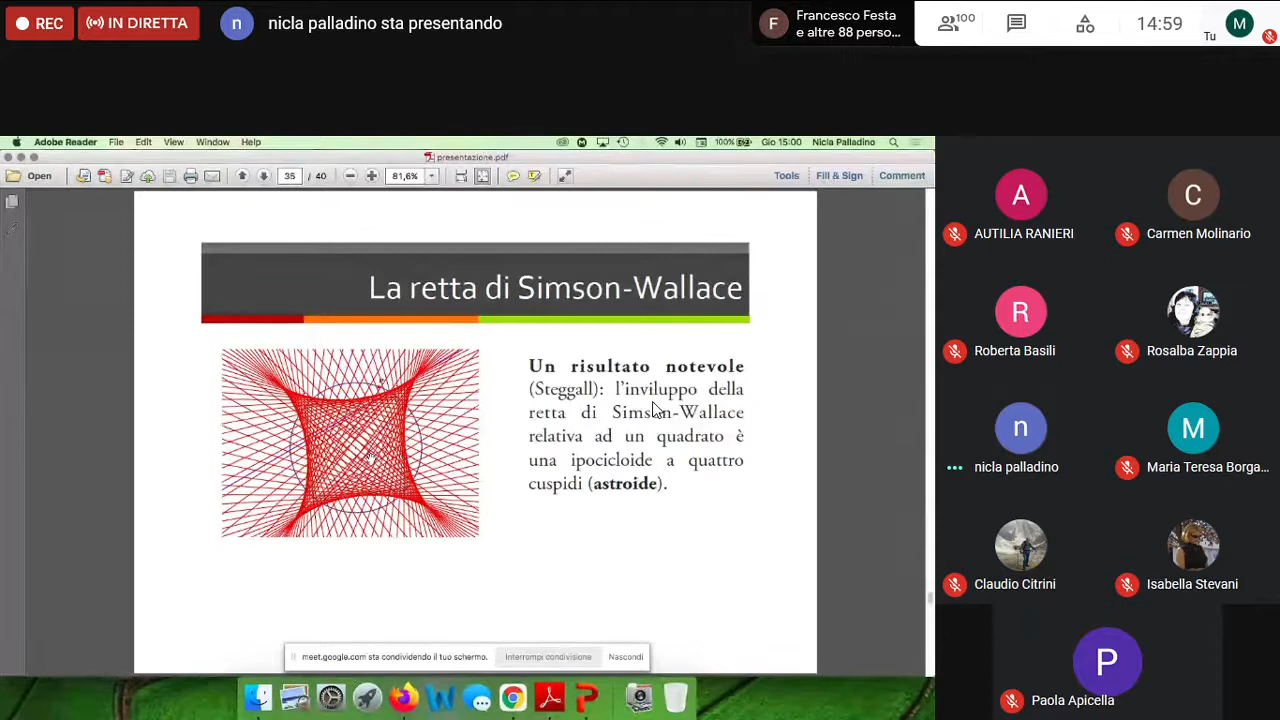 REC
IN DIRETTA
n
nicla palladino sta presentando
F
Francesco Festa
e altre 88 perso...
100
14:59
Tu
M
Adobe Reader File Edit View Window Help
100% Gio 15:00 Nicla Palladino
presentazione.pdf
Open
35 / 40
81,6%
Tools
Fill & Sign
Comment
La retta di Simson-Wallace
Un risultato notevole
(Steggall): l'inviluppo della
retta di Simson-Wallace
relativa ad un quadrato è
una ipocicloide a quattro
cuspidi (astroide).
meet.google.com sta condividendo il tuo schermo.
Interrompi condivisione
Nascondi
A
AUTILIA RANIERI
C
Carmen Molinario
R
Roberta Basili
Rosalba Zappia
n
nicla palladino
M
Maria Teresa Borga...
Claudio Citrini
Isabella Stevani
P
Paola Apicella